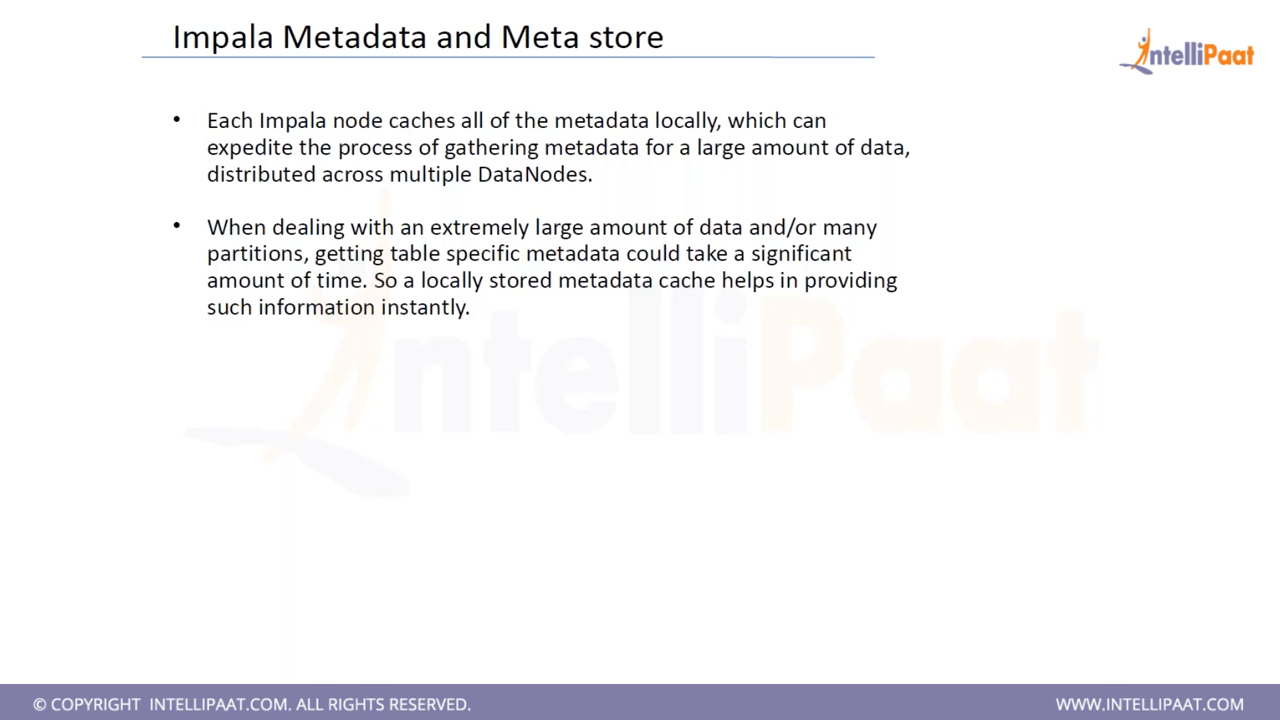 Impala Metadata and Meta store
IntelliPaat
• Each Impala node caches all of the metadata locally, which can
expedite the process of gathering metadata for a large amount of data,
distributed across multiple DataNodes.
• When dealing with an extremely large amount of data and/or many
partitions, getting table specific metadata could take a significant
amount of time. So a locally stored metadata cache helps in providing
such information instantly.
IntelliPaat
© COPYRIGHT INTELLIPAAT.COM. ALL RIGHTS RESERVED.
WWW.INTELLIPAAT.COM